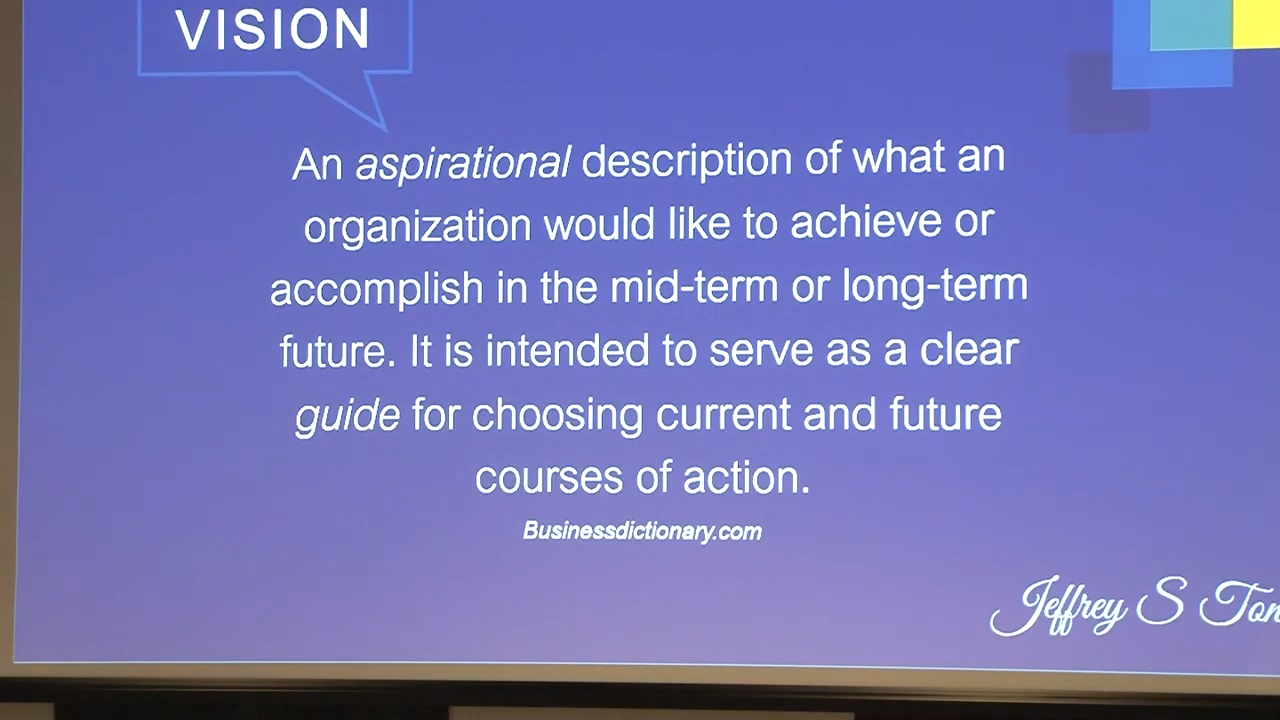 VISION
An aspirational description of what an
organization would like to achieve or
accomplish in the mid-term or long-term
future. It is intended to serve as a clear
guide for choosing current and future
courses of action.
Businessdictionary.com
Jeffrey S